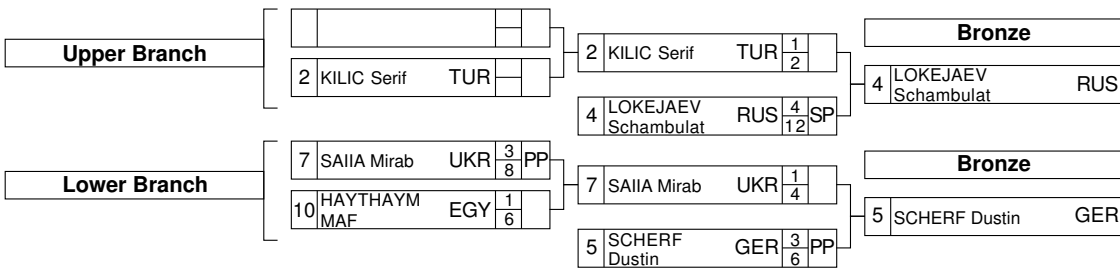 Upper Branch
2 KILIC Serif TUR
2 KILIC Serif TUR 1
2
4 LOKEJAEV
Schambulat RUS 4
12 SP
Bronze
4 LOKEJAEV
Schambulat RUS
Lower Branch
7 SAIIA Mirab UKR 3
8 PP
10 HAYTHAYM
MAF EGY 1
6
7 SAIIA Mirab UKR 1
4
5 SCHERF
Dustin GER 3
6 PP
Bronze
5 SCHERF Dustin GER